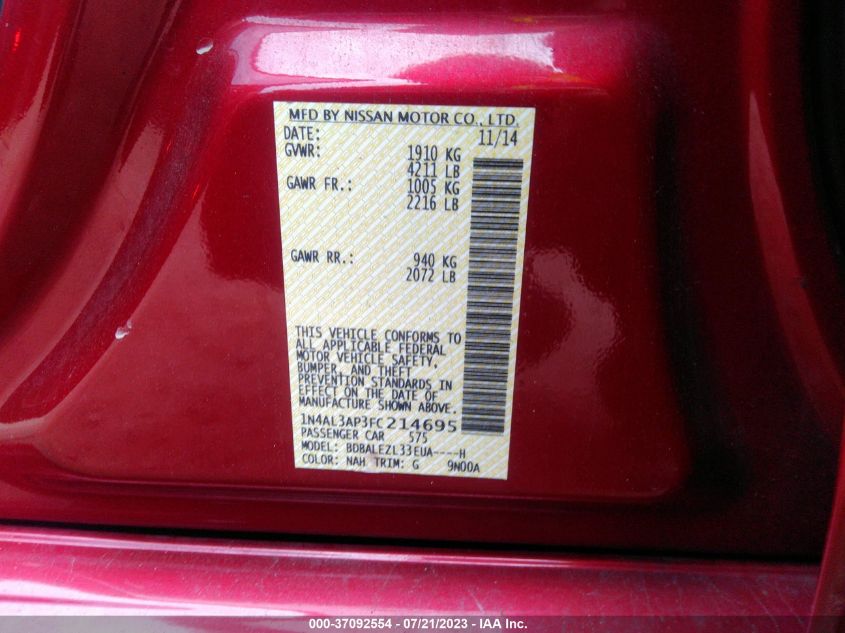 MFD BY NISSAN MOTOR CO., LTD.
DATE: 11/14
GVWR: 1910 KG
4211 LB
GAWR FR.: 1005 KG
2216 LB
GAWR RR.: 940 KG
2072 LB
THIS VEHICLE CONFORMS TO
ALL APPLICABLE FEDERAL
MOTOR VEHICLE SAFETY,
BUMPER, AND THEFT
PREVENTION STANDARDS IN
EFFECT ON THE DATE OF
MANUFACTURE SHOWN ABOVE.
1N4AL3AP3FC214695
PASSENGER CAR 575
MODEL: BDBALEZL33EUA----H
COLOR: NAH TRIM: G 9N00A
000-37092554 / 07/21/2023 - IAA Inc.